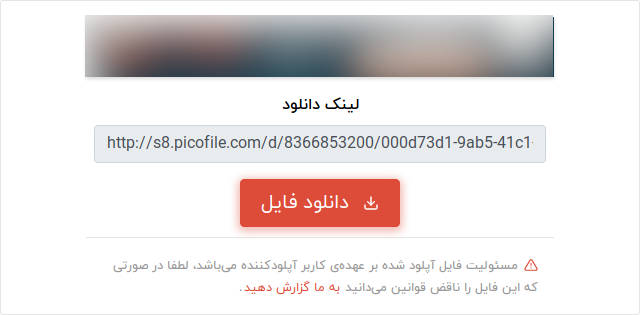 لینک دانلود
http://s8.picofile.com/d/8366853200/000d73d1-9ab5-41c1-
دانلود فایل
مسئولیت فایل آپلود شده بر عهده‌ی کاربر آپلودکننده می‌باشد، لطفا در صورتی
که این فایل را ناقض قوانین می‌دانید به ما گزارش دهید.